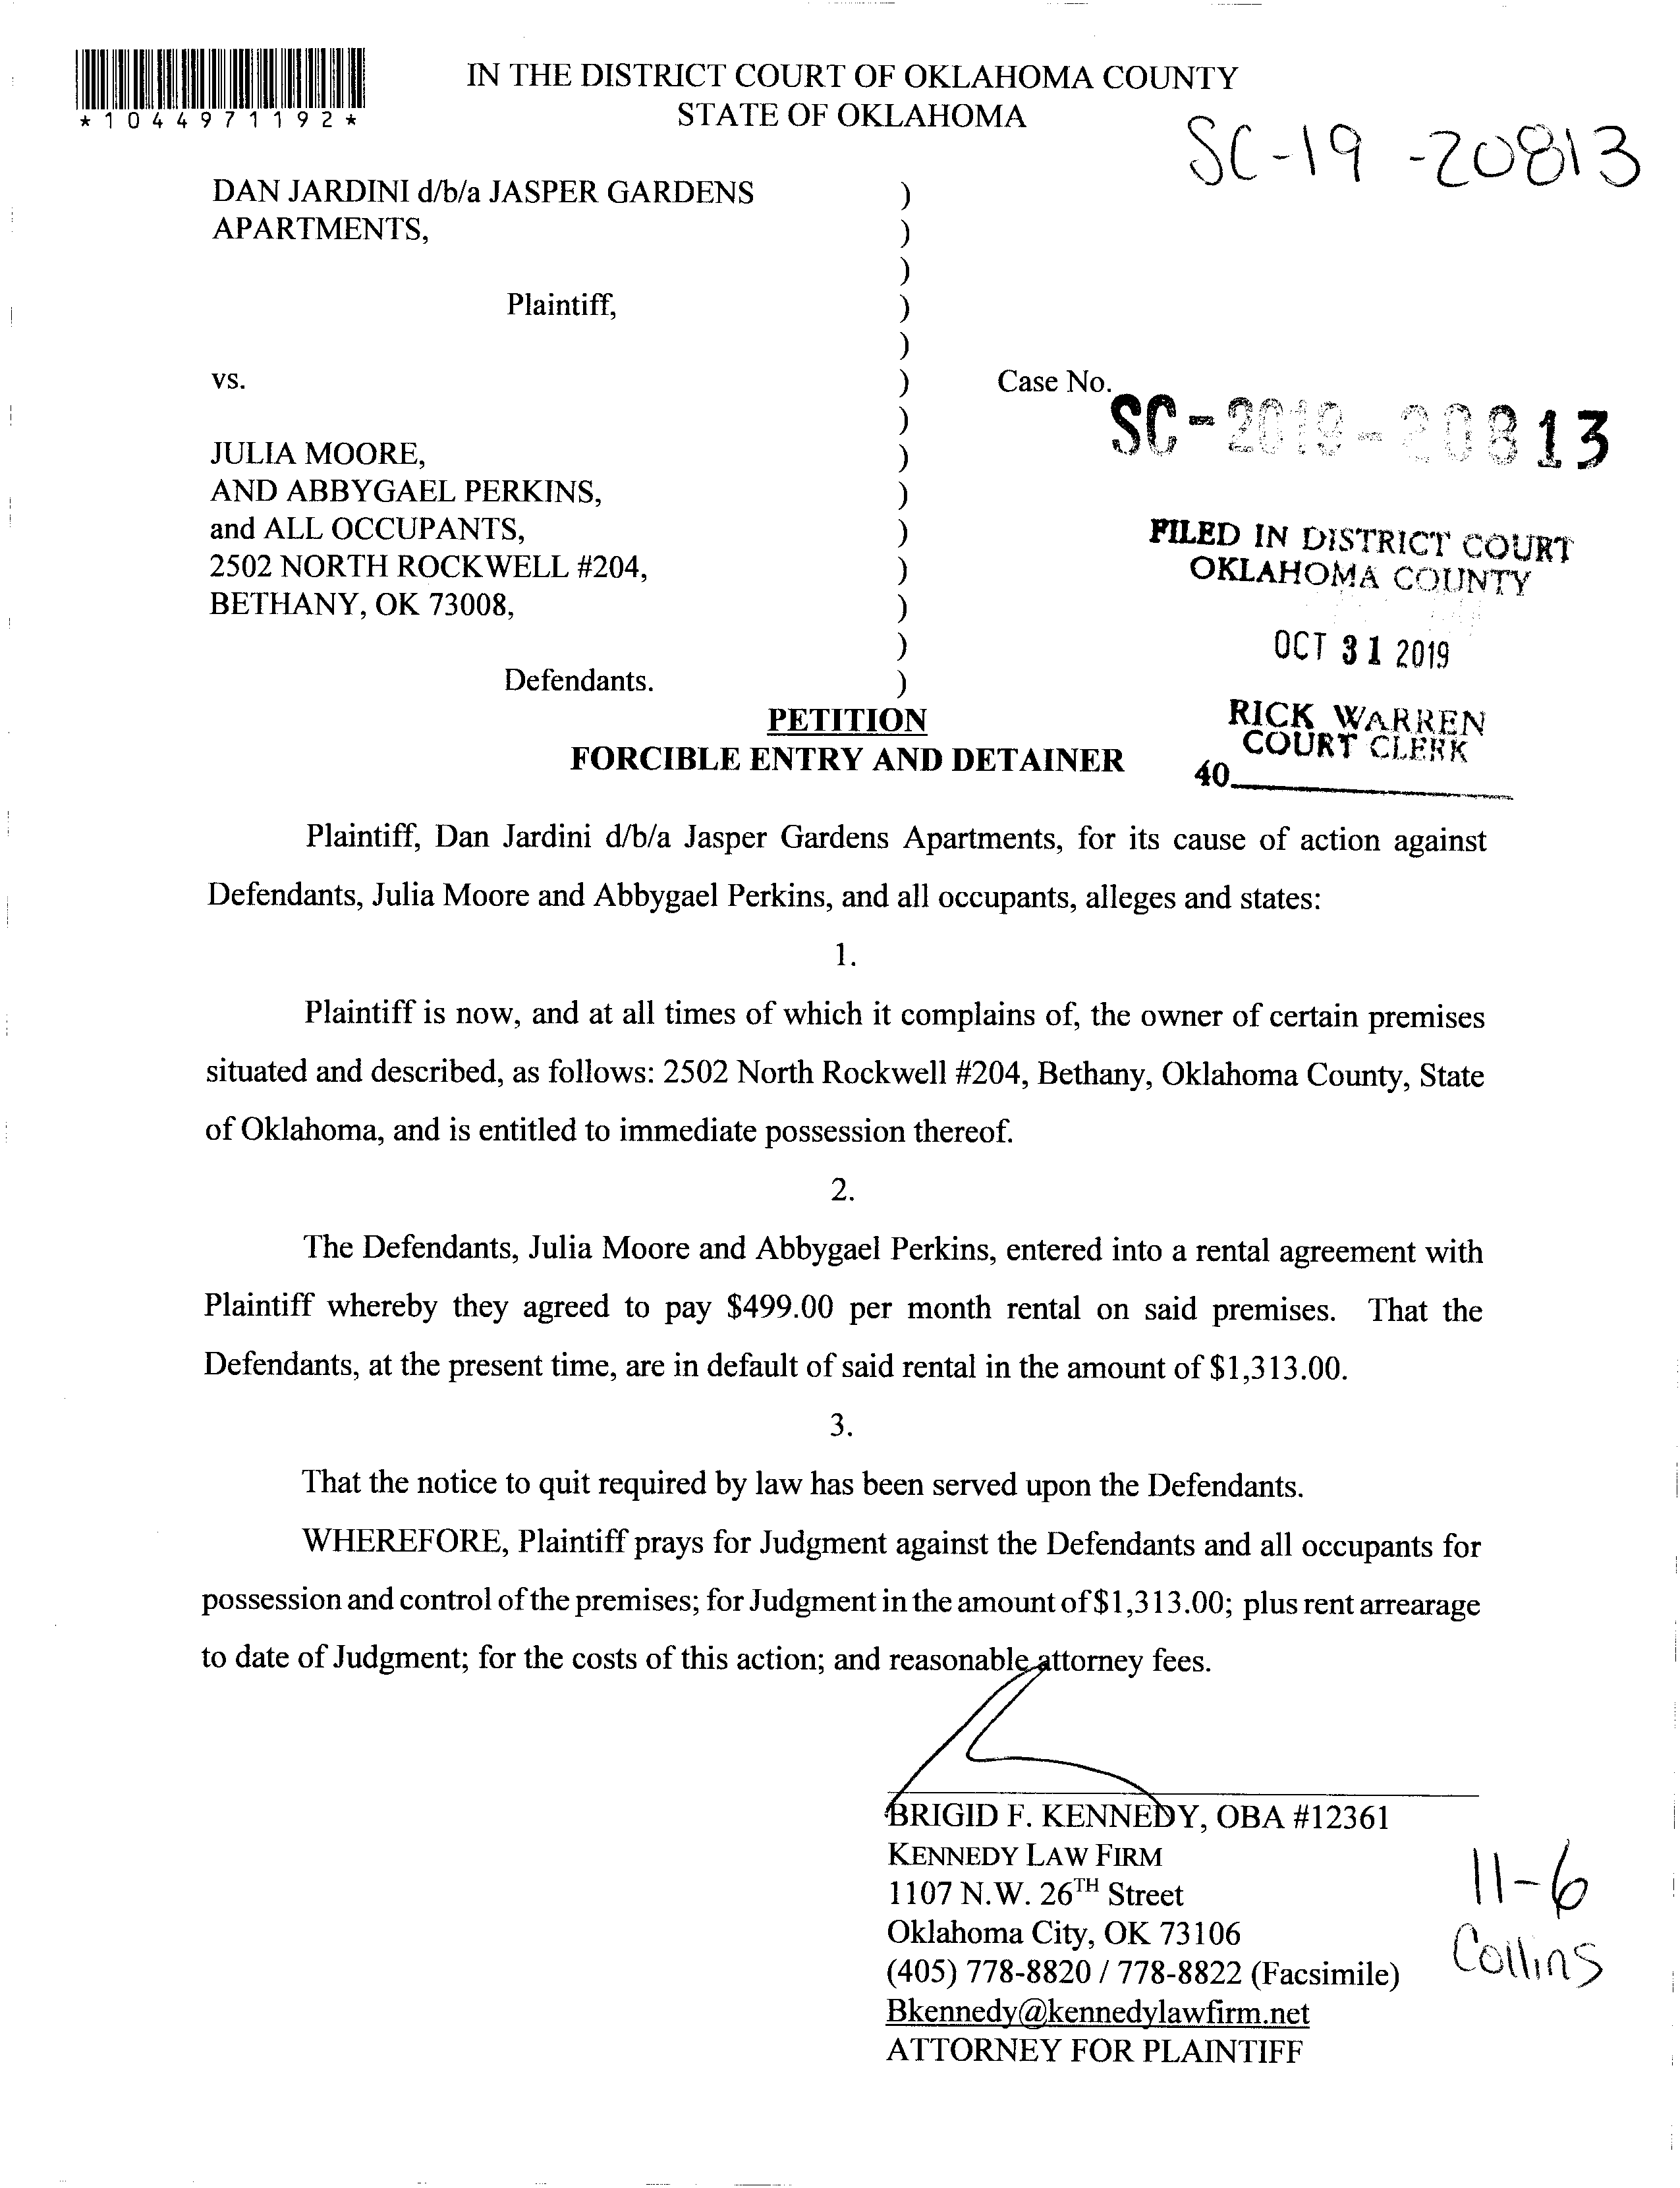 *1044971192*
IN THE DISTRICT COURT OF OKLAHOMA COUNTY
STATE OF OKLAHOMA
SC-19-20813
DAN JARDINI d/b/a JASPER GARDENS )
APARTMENTS, )
)
Plaintiff, )
)
vs. ) Case No.
SC-2019-20813
)
JULIA MOORE, )
AND ABBYGAEL PERKINS, )
and ALL OCCUPANTS, )
2502 NORTH ROCKWELL #204, )
BETHANY, OK 73008, )
)
Defendants. )
FILED IN DISTRICT COURT
OKLAHOMA COUNTY
OCT 31 2019
RICK WARREN
COURT CLERK
40
PETITION
FORCIBLE ENTRY AND DETAINER
Plaintiff, Dan Jardini d/b/a Jasper Gardens Apartments, for its cause of action against
Defendants, Julia Moore and Abbygael Perkins, and all occupants, alleges and states:
1.
Plaintiff is now, and at all times of which it complains of, the owner of certain premises
situated and described, as follows: 2502 North Rockwell #204, Bethany, Oklahoma County, State
of Oklahoma, and is entitled to immediate possession thereof.
2.
The Defendants, Julia Moore and Abbygael Perkins, entered into a rental agreement with
Plaintiff whereby they agreed to pay $499.00 per month rental on said premises. That the
Defendants, at the present time, are in default of said rental in the amount of $1,313.00.
3.
That the notice to quit required by law has been served upon the Defendants.
WHEREFORE, Plaintiff prays for Judgment against the Defendants and all occupants for
possession and control of the premises; for Judgment in the amount of $1,313.00; plus rent arrearage
to date of Judgment; for the costs of this action; and reasonable attorney fees.
BRIGID F. KENNEDY, OBA #12361
KENNEDY LAW FIRM
1107 N.W. 26TH Street
Oklahoma City, OK 73106
(405) 778-8820 / 778-8822 (Facsimile)
Bkennedy@kennedylawfirm.net
ATTORNEY FOR PLAINTIFF
11-6
Collins